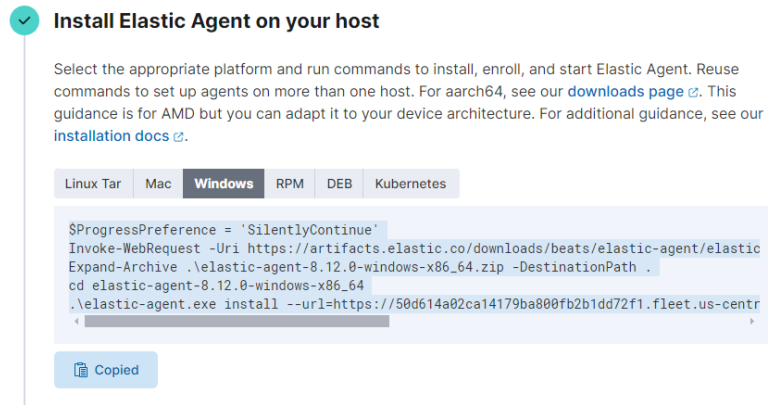 Install Elastic Agent on your host
Select the appropriate platform and run commands to install, enroll, and start Elastic Agent. Reuse
commands to set up agents on more than one host. For aarch64, see our downloads page. This
guidance is for AMD but you can adapt it to your device architecture. For additional guidance, see our
installation docs.
Linux Tar Mac Windows RPM DEB Kubernetes
$ProgressPreference = 'SilentlyContinue'
Invoke-WebRequest -Uri https://artifacts.elastic.co/downloads/beats/elastic-agent/elastic
Expand-Archive .\elastic-agent-8.12.0-windows-x86_64.zip -DestinationPath .
cd elastic-agent-8.12.0-windows-x86_64
.\elastic-agent.exe install --url=https://50d614a02ca14179ba800fb2b1dd72f1.fleet.us-centr
Copied